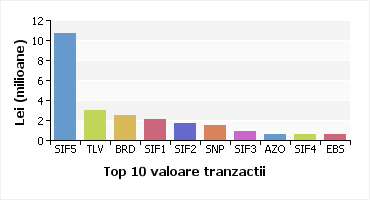 12
10
8
6
4
2
0
Lei (milioane)
SIF5 TLV BRD SIF1 SIF2 SNP SIF3 AZO SIF4 EBS
Top 10 valoare tranzactii